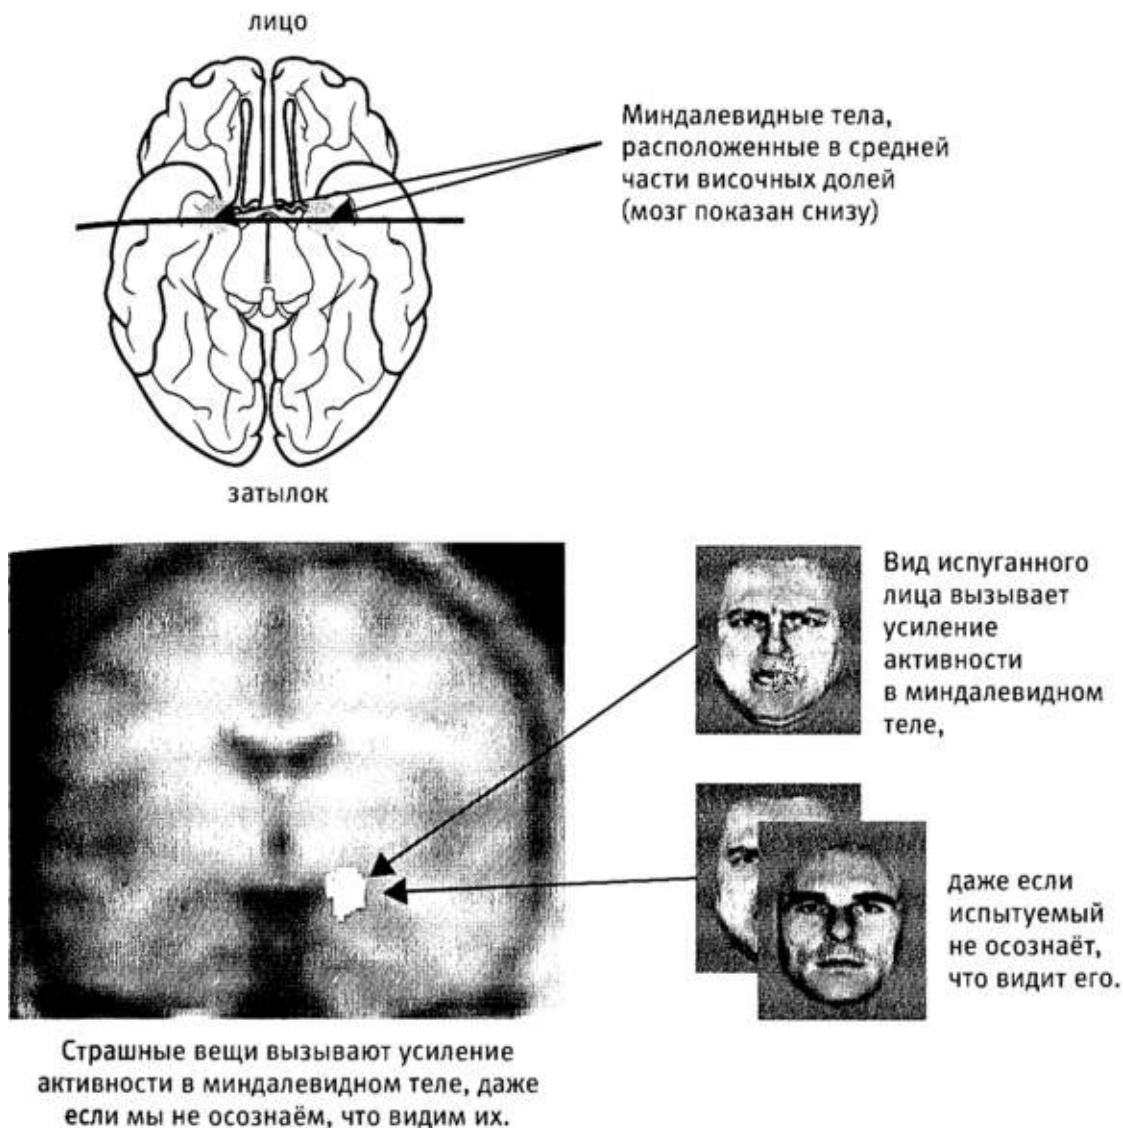 лицо
Миндалевидные тела,
расположенные в средней
части височных долей
(мозг показан снизу)
затылок
Вид испуганного
лица вызывает
усиление
активности
в миндалевидном
теле,
даже если
испытуемый
не осознаёт,
что видит его.
Страшные вещи вызывают усиление
активности в миндалевидном теле, даже
если мы не осознаём, что видим их.